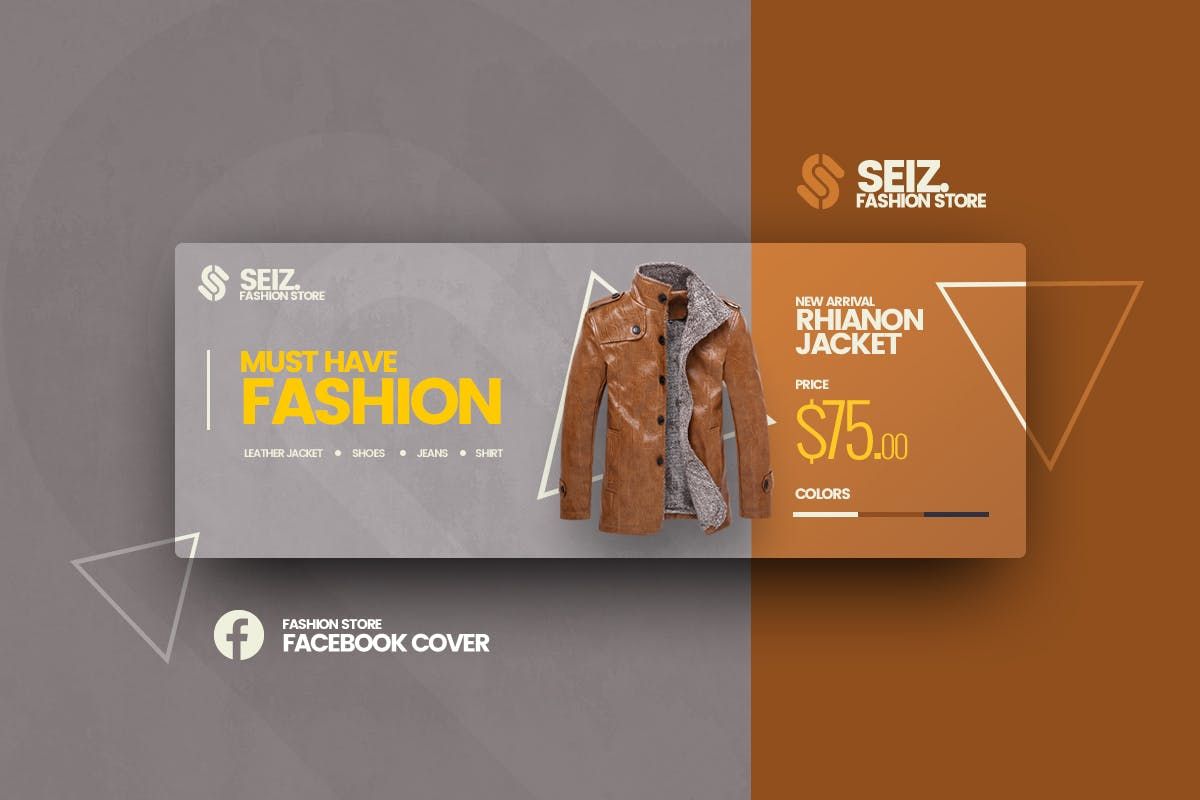 SEIZ.
FASHION STORE
SEIZ.
FASHION STORE
MUST HAVE
FASHION
LEATHER JACKET ● SHOES ● JEANS ● SHIRT
NEW ARRIVAL
RHIANON
JACKET
PRICE
$75.00
COLORS
FASHION STORE
FACEBOOK COVER